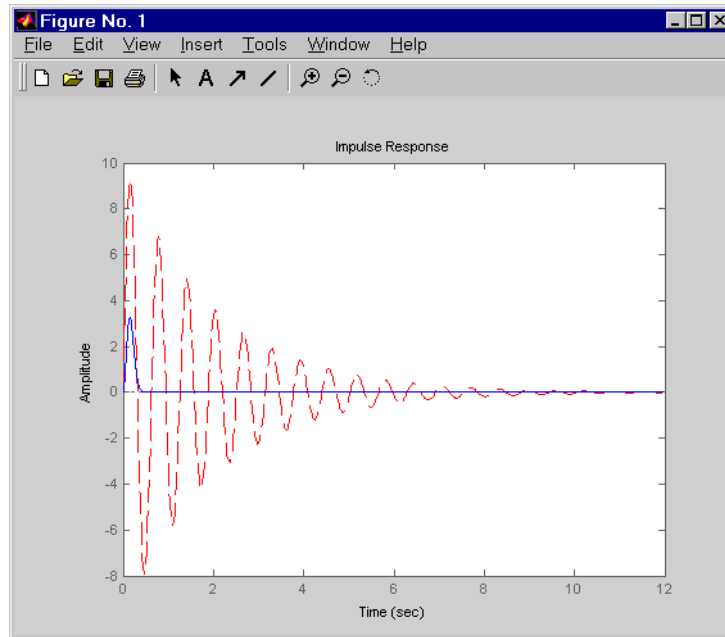 Figure No. 1
File Edit View Insert Tools Window Help
A
Impulse Response
10
8
6
4
2
0
-2
-4
-6
-8
Amplitude
0 2 4 6 8 10 12
Time (sec)